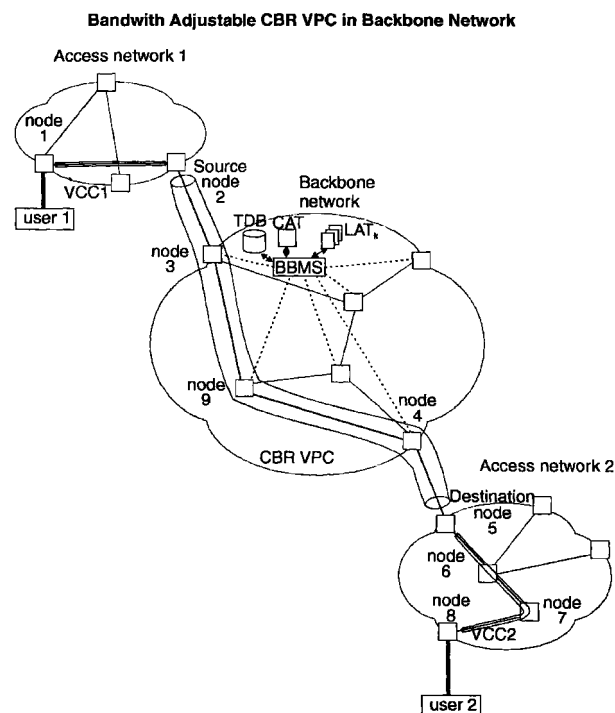 Bandwith Adjustable CBR VPC in Backbone Network
Access network 1
node
1
VCC1
user 1
Source
node
2
Backbone
network
TDB
CAT
LATk
BBMS
node
3
node
9
node
4
CBR VPC
Access network 2
Destination
node
5
node
6
node
7
node
8
VCC2
user 2